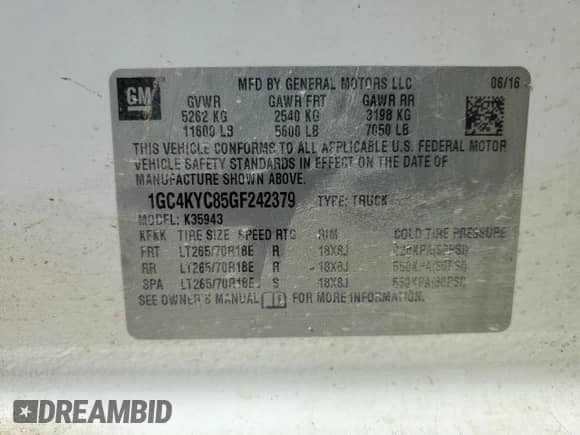 GM
MFD BY GENERAL MOTORS LLC 06/16
GVWR GAWR FRT GAWR RR
5262 KG 2540 KG 3198 KG
11600 LB 5600 LB 7050 LB
THIS VEHICLE CONFORMS TO ALL APPLICABLE U.S. FEDERAL MOTOR
VEHICLE SAFETY STANDARDS IN EFFECT ON THE DATE OF
MANUFACTURE SHOWN ABOVE.
1GC4KYC85GF242379 TYPE: TRUCK
MODEL: K35943
TIRE SIZE SPEED RTG RIM COLD TIRE PRESSURE
FRT LT265/70R18E R 18X8J
RR LT265/70R18E R 18X8J 550KPA(80PSI)
SPA LT265/70R18E S 18X8J 550KPA(80PSI)
SEE OWNER'S MANUAL FOR MORE INFORMATION.
DREAMBID